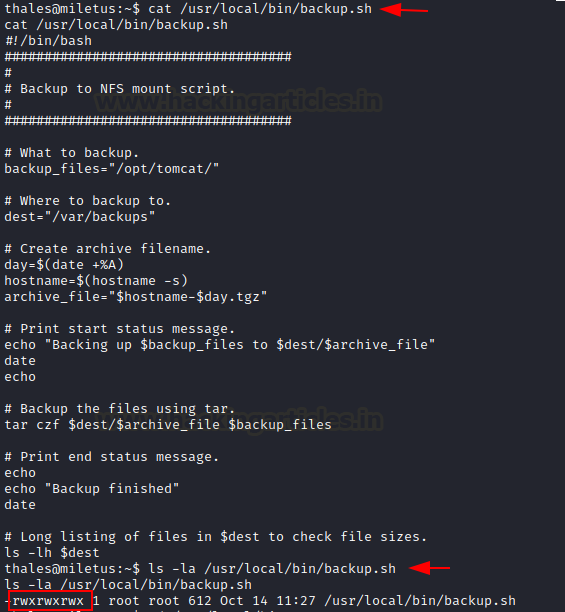 thales@miletus:~$ cat /usr/local/bin/backup.sh
cat /usr/local/bin/backup.sh
#!/bin/bash
####################################
#
# Backup to NFS mount script.
www.hackingarticles.in
#
####################################
# What to backup.
backup_files="/opt/tomcat/"
# Where to backup to.
dest="/var/backups"
# Create archive filename.
day=$(date +%A)
hostname=$(hostname -s)
archive_file="$hostname-$day.tgz"
# Print start status message.
echo "Backing up $backup_files to $dest/$archive_file"
date
echo
# Backup the files using tar.
tar czf $dest/$archive_file $backup_files
www.hackingarticles.in
# Print end status message.
echo
echo "Backup finished"
date
# Long listing of files in $dest to check file sizes.
ls -lh $dest
thales@miletus:~$ ls -la /usr/local/bin/backup.sh
ls -la /usr/local/bin/backup.sh
-rwxrwxrwx 1 root root 612 Oct 14 11:27 /usr/local/bin/backup.sh